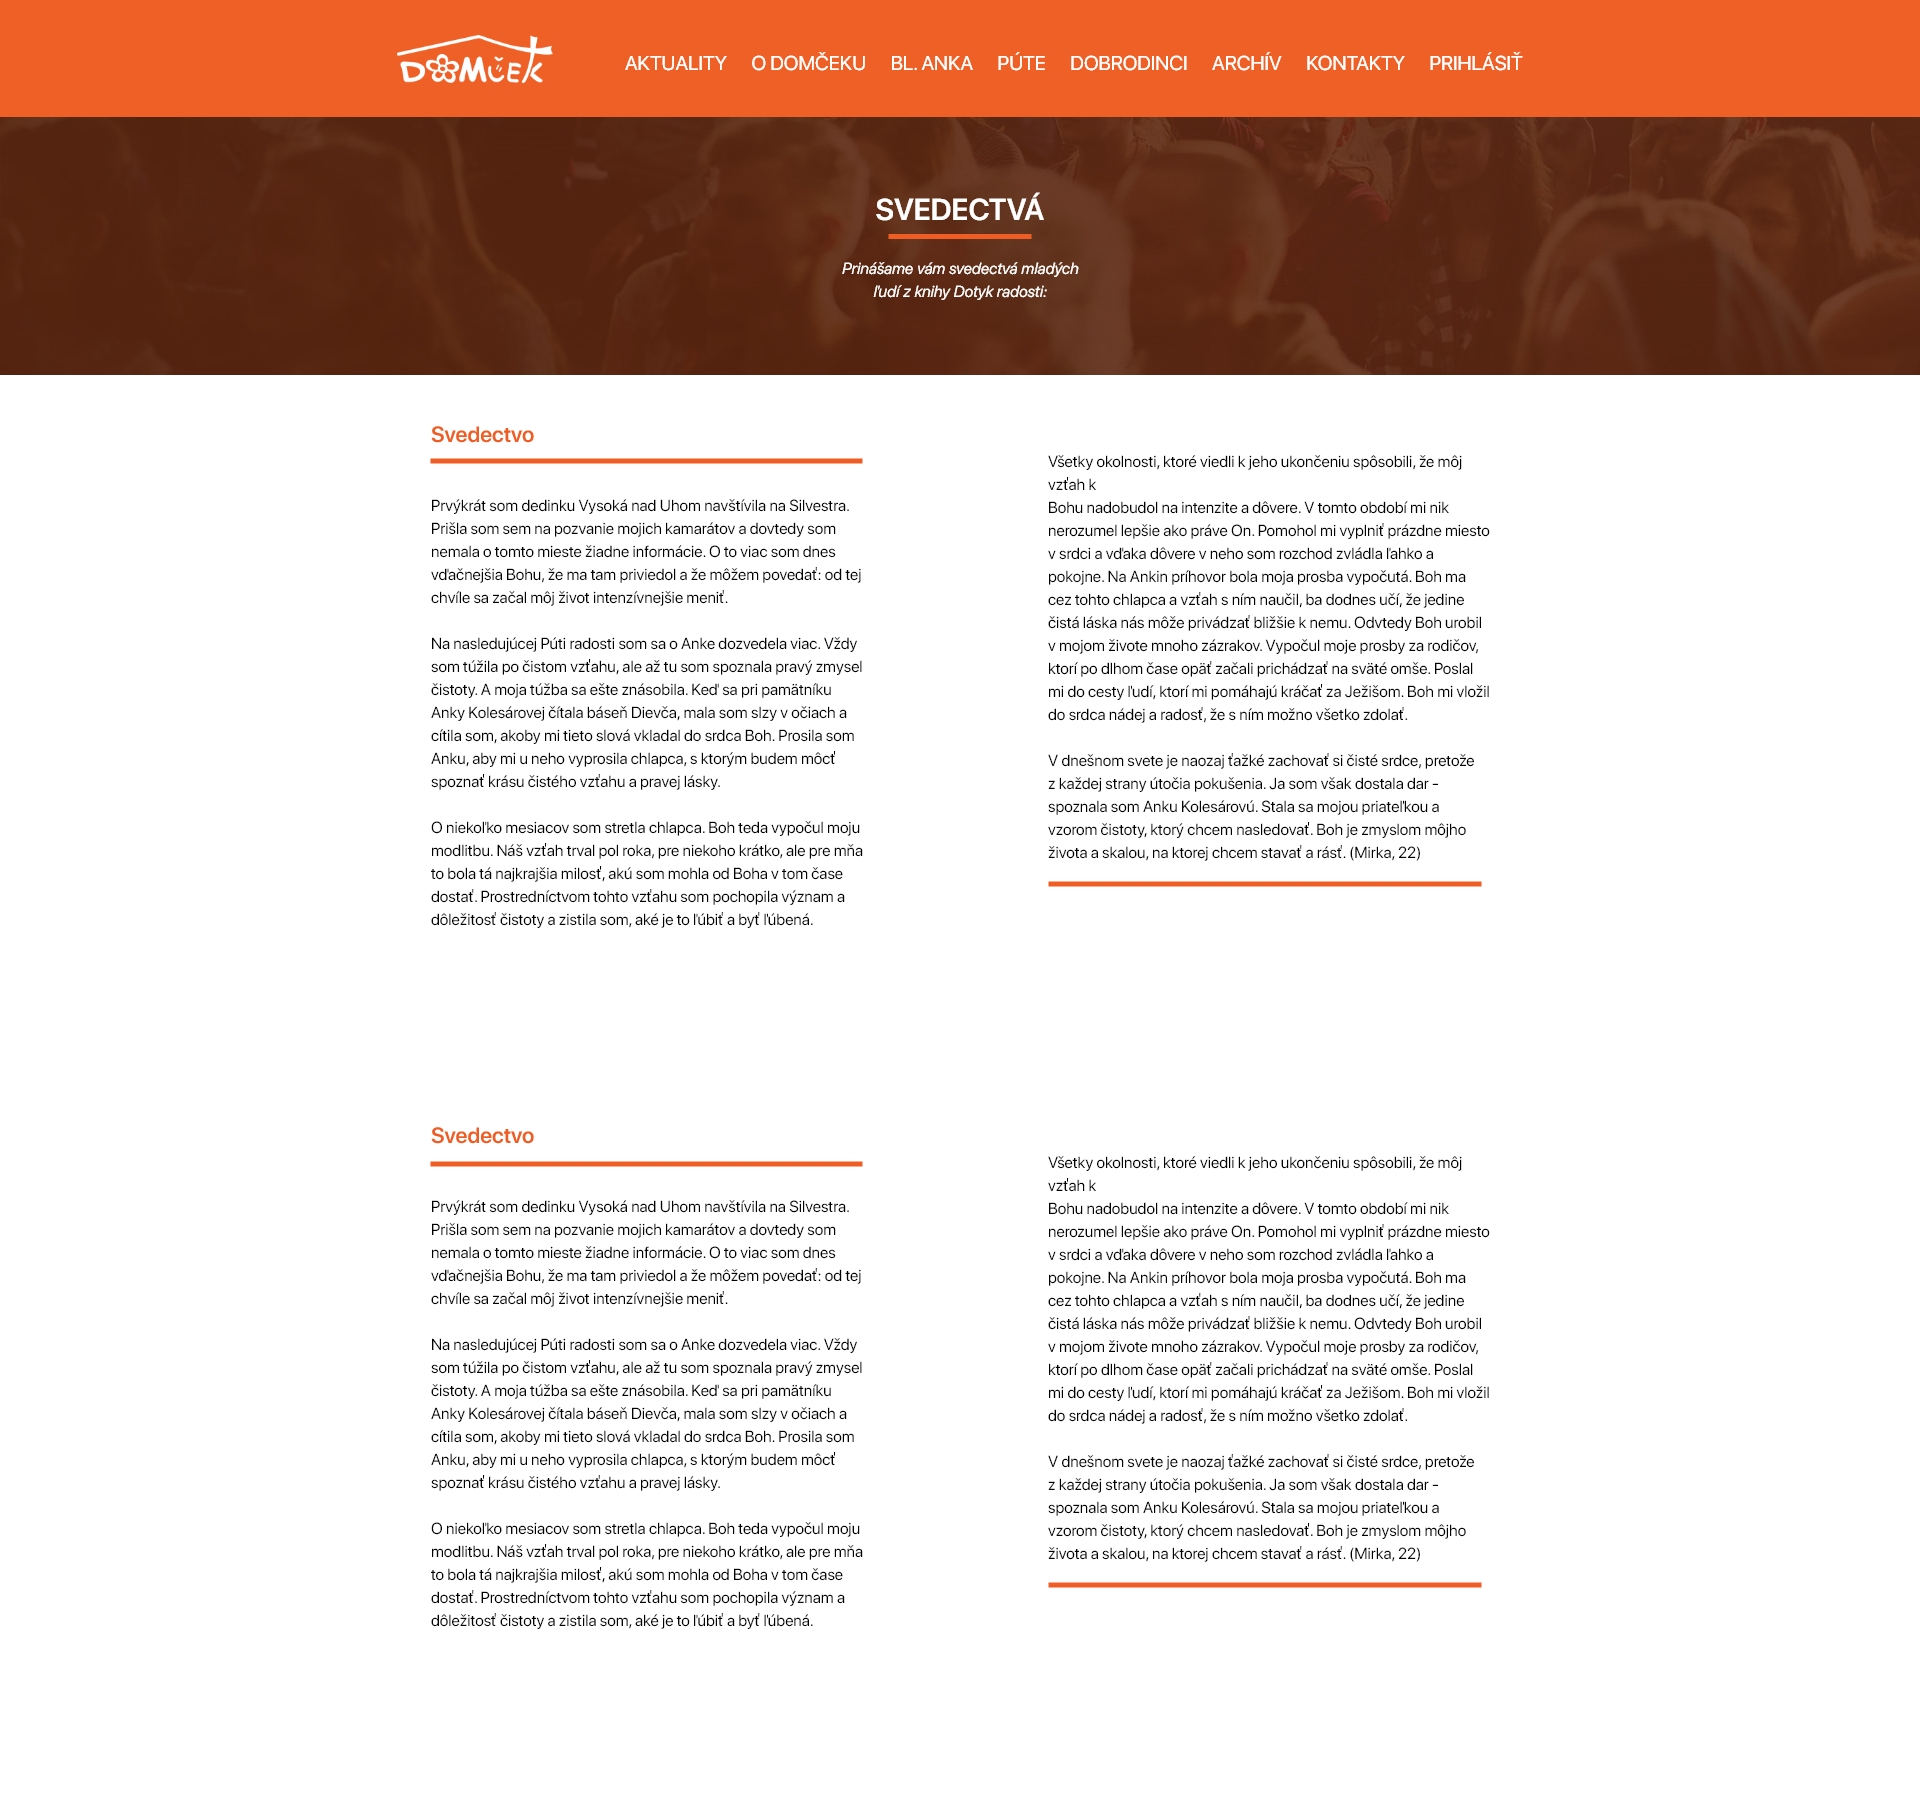 DOMČEK
AKTUALITY O DOMČEKU BL. ANKA PÚTE DOBRODINCI ARCHÍV KONTAKTY PRIHLÁSIŤ
SVEDECTVÁ
Prinášame vám svedectvá mladých
ľudí z knihy Dotyk radosti:
Svedectvo
Prvýkrát som dedinku Vysoká nad Uhom navštívila na Silvestra.
Prišla som sem na pozvanie mojich kamarátov a dovtedy som
nemala o tomto mieste žiadne informácie. O to viac som dnes
vďačnejšia Bohu, že ma tam priviedol a že môžem povedať: od tej
chvíle sa začal môj život intenzívnejšie meniť.
Na nasledujúcej Púti radosti som sa o Anke dozvedela viac. Vždy
som túžila po čistom vzťahu, ale až tu som spoznala pravý zmysel
čistoty. A moja túžba sa ešte znásobila. Keď sa pri pamätníku
Anky Kolesárovej čítala báseň Dievča, mala som slzy v očiach a
cítila som, akoby mi tieto slová vkladal do srdca Boh. Prosila som
Anku, aby mi u neho vyprosila chlapca, s ktorým budem môcť
spoznať krásu čistého vzťahu a pravej lásky.
O niekoľko mesiacov som stretla chlapca. Boh teda vypočul moju
modlitbu. Náš vzťah trval pol roka, pre niekoho krátko, ale pre mňa
to bola tá najkrajšia milosť, akú som mohla od Boha v tom čase
dostať. Prostredníctvom tohto vzťahu som pochopila význam a
dôležitosť čistoty a zistila som, aké je to ľúbiť a byť ľúbená.
Všetky okolnosti, ktoré viedli k jeho ukončeniu spôsobili, že môj
vzťah k
Bohu nadobudol na intenzite a dôvere. V tomto období mi nik
nerozumel lepšie ako práve On. Pomohol mi vyplniť prázdne miesto
v srdci a vďaka dôvere v neho som rozchod zvládla ľahko a
pokojne. Na Ankin príhovor bola moja prosba vypočutá. Boh ma
cez tohto chlapca a vzťah s ním naučil, ba dodnes učí, že jedine
čistá láska nás môže privádzať bližšie k nemu. Odvtedy Boh urobil
v mojom živote mnoho zázrakov. Vypočul moje prosby za rodičov,
ktorí po dlhom čase opäť začali prichádzať na sväté omše. Poslal
mi do cesty ľudí, ktorí mi pomáhajú kráčať za Ježišom. Boh mi vložil
do srdca nádej a radosť, že s ním možno všetko zdolať.
V dnešnom svete je naozaj ťažké zachovať si čisté srdce, pretože
z každej strany útočia pokušenia. Ja som však dostala dar -
spoznala som Anku Kolesárovú. Stala sa mojou priateľkou a
vzorom čistoty, ktorý chcem nasledovať. Boh je zmyslom môjho
života a skalou, na ktorej chcem stavať a rásť. (Mirka, 22)
Svedectvo
Prvýkrát som dedinku Vysoká nad Uhom navštívila na Silvestra.
Prišla som sem na pozvanie mojich kamarátov a dovtedy som
nemala o tomto mieste žiadne informácie. O to viac som dnes
vďačnejšia Bohu, že ma tam priviedol a že môžem povedať: od tej
chvíle sa začal môj život intenzívnejšie meniť.
Na nasledujúcej Púti radosti som sa o Anke dozvedela viac. Vždy
som túžila po čistom vzťahu, ale až tu som spoznala pravý zmysel
čistoty. A moja túžba sa ešte znásobila. Keď sa pri pamätníku
Anky Kolesárovej čítala báseň Dievča, mala som slzy v očiach a
cítila som, akoby mi tieto slová vkladal do srdca Boh. Prosila som
Anku, aby mi u neho vyprosila chlapca, s ktorým budem môcť
spoznať krásu čistého vzťahu a pravej lásky.
O niekoľko mesiacov som stretla chlapca. Boh teda vypočul moju
modlitbu. Náš vzťah trval pol roka, pre niekoho krátko, ale pre mňa
to bola tá najkrajšia milosť, akú som mohla od Boha v tom čase
dostať. Prostredníctvom tohto vzťahu som pochopila význam a
dôležitosť čistoty a zistila som, aké je to ľúbiť a byť ľúbená.
Všetky okolnosti, ktoré viedli k jeho ukončeniu spôsobili, že môj
vzťah k
Bohu nadobudol na intenzite a dôvere. V tomto období mi nik
nerozumel lepšie ako práve On. Pomohol mi vyplniť prázdne miesto
v srdci a vďaka dôvere v neho som rozchod zvládla ľahko a
pokojne. Na Ankin príhovor bola moja prosba vypočutá. Boh ma
cez tohto chlapca a vzťah s ním naučil, ba dodnes učí, že jedine
čistá láska nás môže privádzať bližšie k nemu. Odvtedy Boh urobil
v mojom živote mnoho zázrakov. Vypočul moje prosby za rodičov,
ktorí po dlhom čase opäť začali prichádzať na sväté omše. Poslal
mi do cesty ľudí, ktorí mi pomáhajú kráčať za Ježišom. Boh mi vložil
do srdca nádej a radosť, že s ním možno všetko zdolať.
V dnešnom svete je naozaj ťažké zachovať si čisté srdce, pretože
z každej strany útočia pokušenia. Ja som však dostala dar -
spoznala som Anku Kolesárovú. Stala sa mojou priateľkou a
vzorom čistoty, ktorý chcem nasledovať. Boh je zmyslom môjho
života a skalou, na ktorej chcem stavať a rásť. (Mirka, 22)